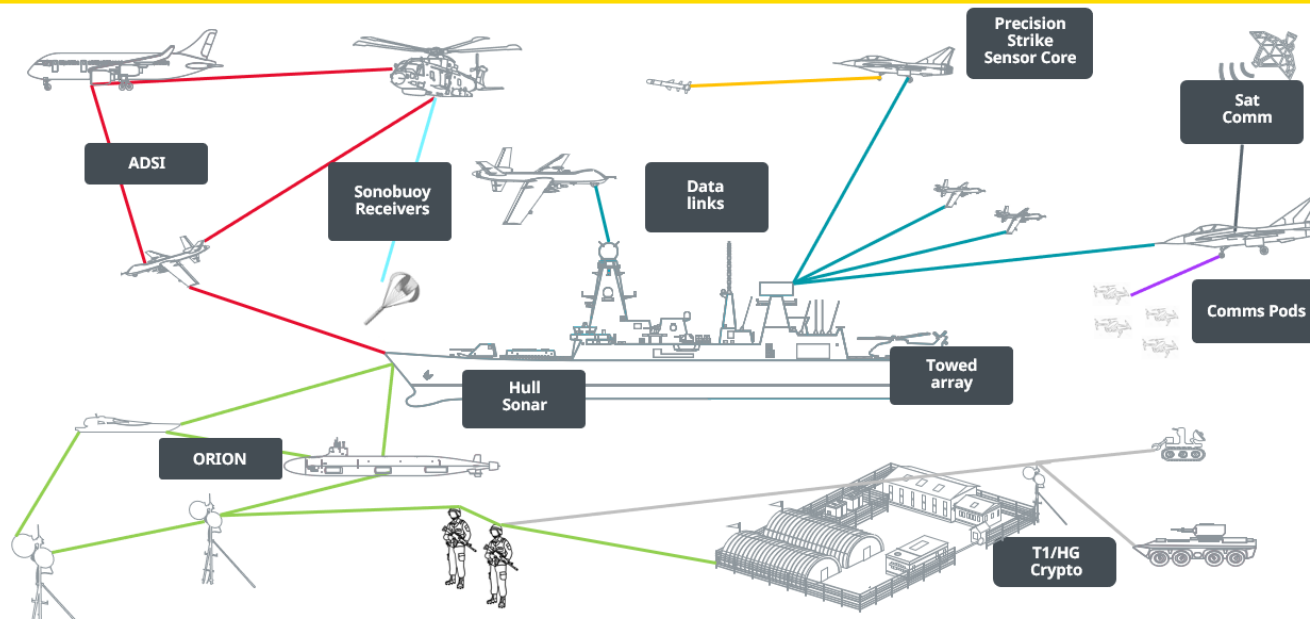 Precision
Strike
Sensor Core
Sat
Comm
ADSI
Sonobuoy
Receivers
Data
links
Comms Pods
Towed
array
Hull
Sonar
ORION
T1/HG
Crypto